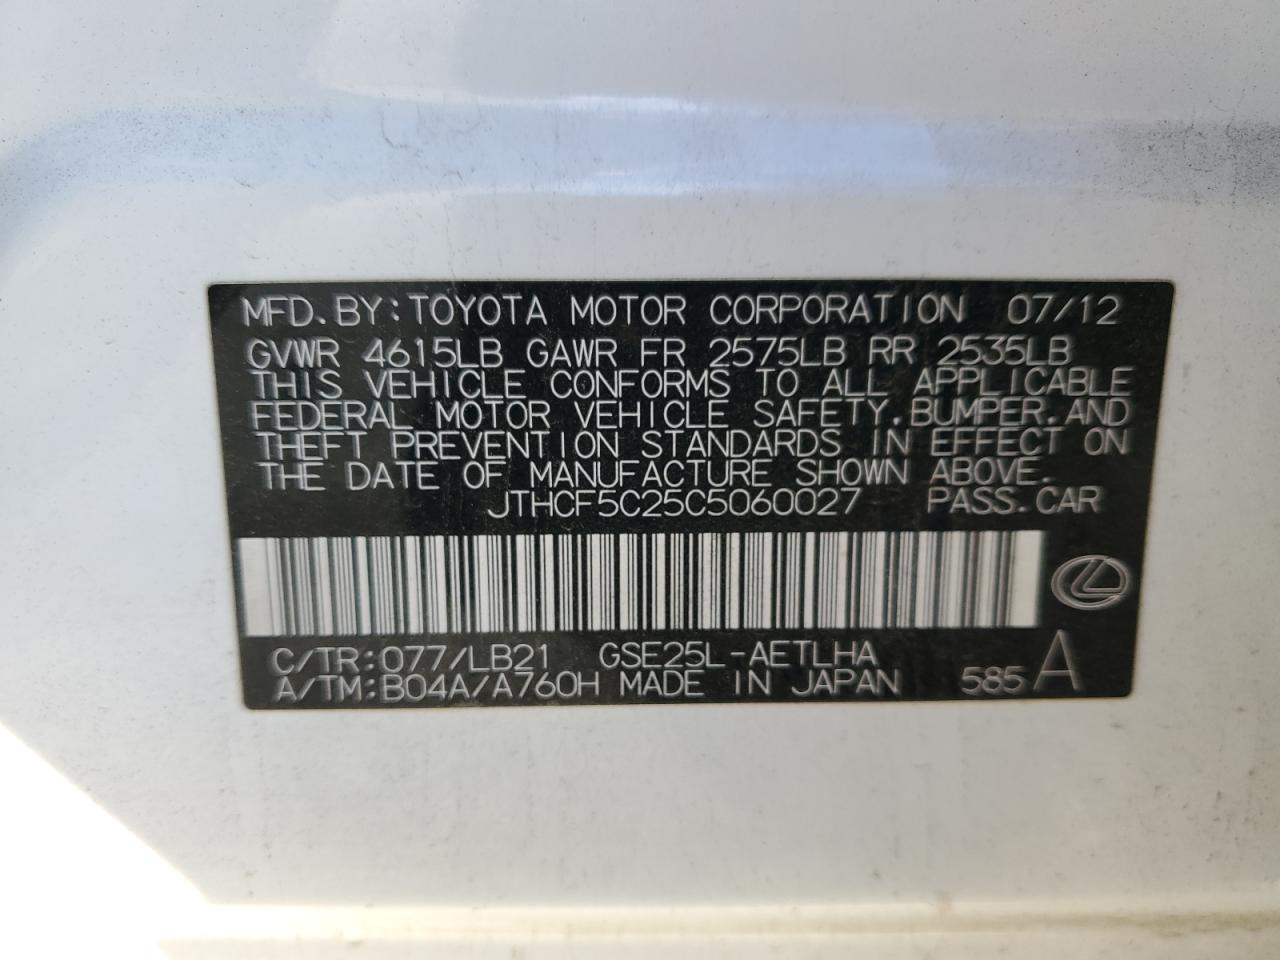 MFD.BY:TOYOTA MOTOR CORPORATION 07/12
GVWR 4615LB GAWR FR 2575LB RR 2535LB
THIS VEHICLE CONFORMS TO ALL APPLICABLE
FEDERAL MOTOR VEHICLE SAFETY.BUMPER.AND
THEFT PREVENTION STANDARDS IN EFFECT ON
THE DATE OF MANUFACTURE SHOWN ABOVE.
JTHCF5C25C5060027 PASS.CAR
C/TR:077/LB21 GSE25L-AETLHA
A/TM:B04A/A760H MADE IN JAPAN 585 A